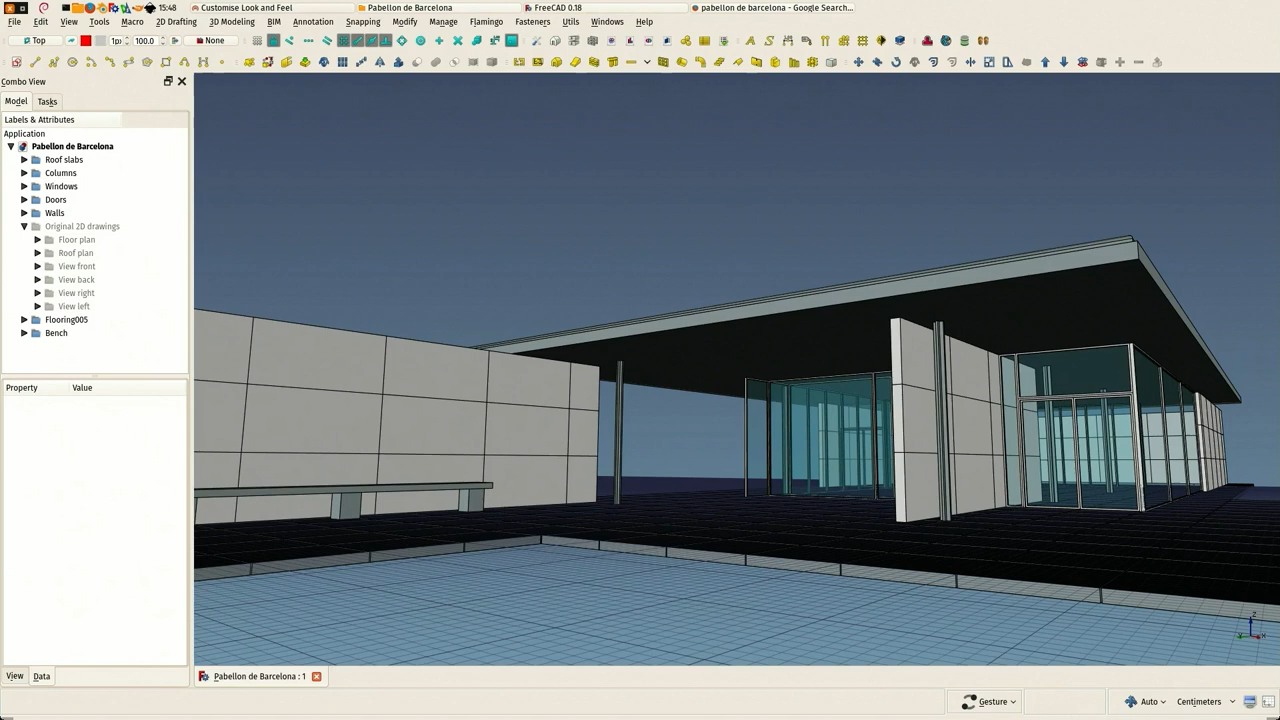 15:48 Customise Look and Feel Pabellon de Barcelona FreeCAD 0.18 pabellon de barcelona - Google Search...
File Edit View Tools Macro 2D Drafting 3D Modeling BIM Annotation Snapping Modify Manage Flamingo Fasteners Utils Windows Help
Top 1px 100.0 None
Combo View
Model Tasks
Labels & Attributes
Application
Pabellon de Barcelona
Roof slabs
Columns
Windows
Doors
Walls
Original 2D drawings
Floor plan
Roof plan
View front
View back
View right
View left
Flooring005
Bench
Property Value
Z
Y X
View Data Pabellon de Barcelona : 1
Gesture Auto Centimeters